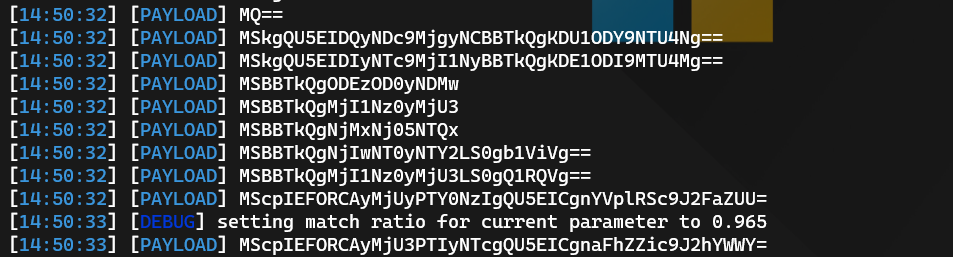 [14:50:32] [PAYLOAD] MQ==
[14:50:32] [PAYLOAD] MSkgQU5EIDQyNDc9MjgyNCBBTkQgKDU1ODY9NTU4Ng==
[14:50:32] [PAYLOAD] MSkgQU5EIDIyNTc9MjI1NyBBTkQgKDE1ODI9MTU4Mg==
[14:50:32] [PAYLOAD] MSBBTkQgODEzOD0yNDMw
[14:50:32] [PAYLOAD] MSBBTkQgMjI1Nz0yMjU3
[14:50:32] [PAYLOAD] MSBBTkQgNjMxNj05NTQx
[14:50:32] [PAYLOAD] MSBBTkQgNjIwNT0yNTY2LS0gb1ViVg==
[14:50:32] [PAYLOAD] MSBBTkQgMjI1Nz0yMjU3LS0gQ1RQVg==
[14:50:32] [PAYLOAD] MScpIEFORCAyMjUyPTY0NzIgQU5EICgnYVplRSc9J2FaZUU=
[14:50:33] [DEBUG] setting match ratio for current parameter to 0.965
[14:50:33] [PAYLOAD] MScpIEFORCAyMjU3PTIyNTcgQU5EICgnaFhZZic9J2hYWWY=